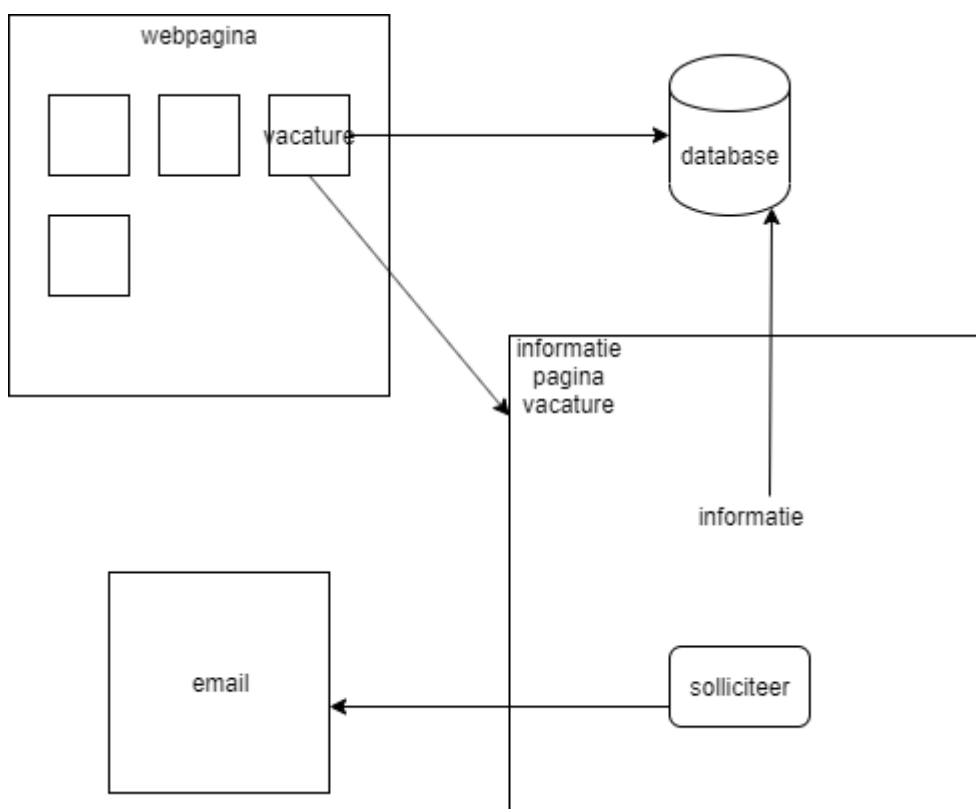 webpagina
vacature
database
informatie
pagina
vacature
informatie
email
solliciteer